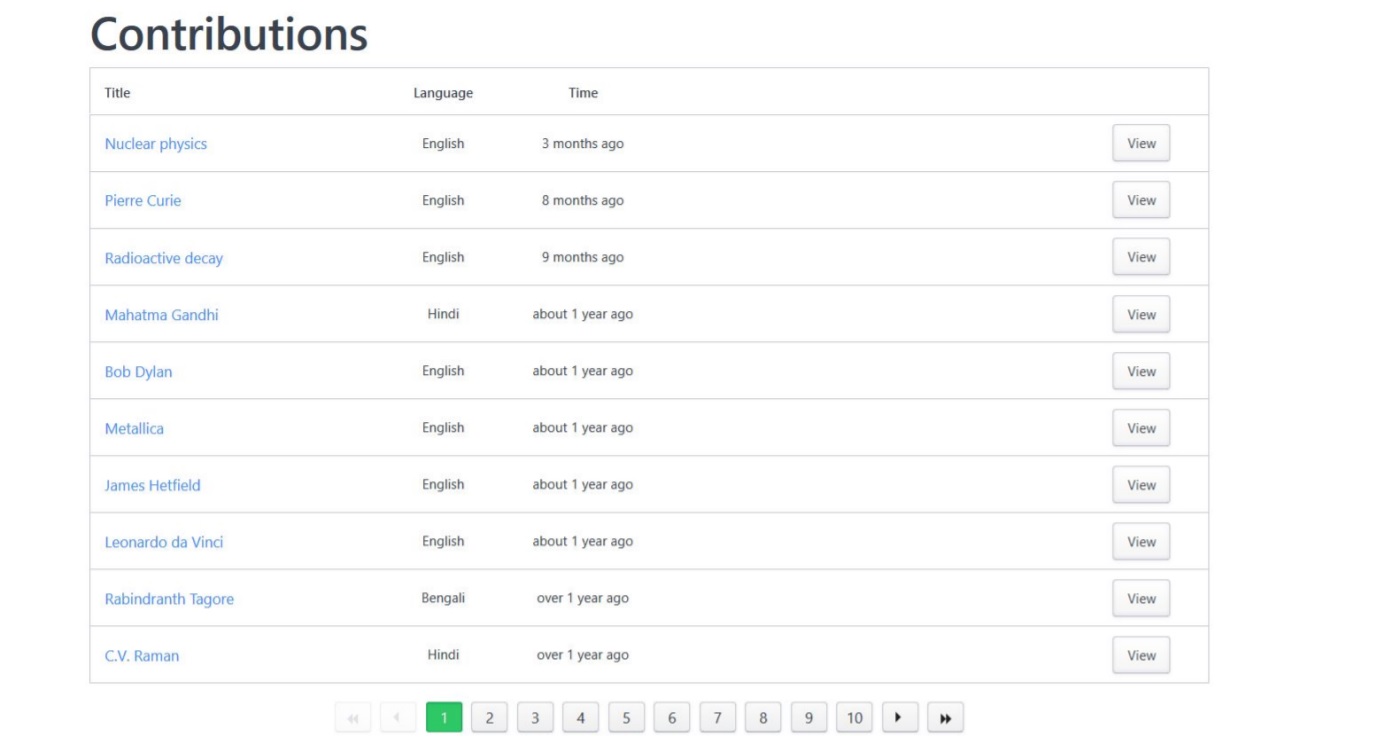 Contributions
Title Language Time
Nuclear physics English 3 months ago View
Pierre Curie English 8 months ago View
Radioactive decay English 9 months ago View
Mahatma Gandhi Hindi about 1 year ago View
Bob Dylan English about 1 year ago View
Metallica English about 1 year ago View
James Hetfield English about 1 year ago View
Leonardo da Vinci English about 1 year ago View
Rabindranth Tagore Bengali over 1 year ago View
C.V. Raman Hindi over 1 year ago View
1 2 3 4 5 6 7 8 9 10